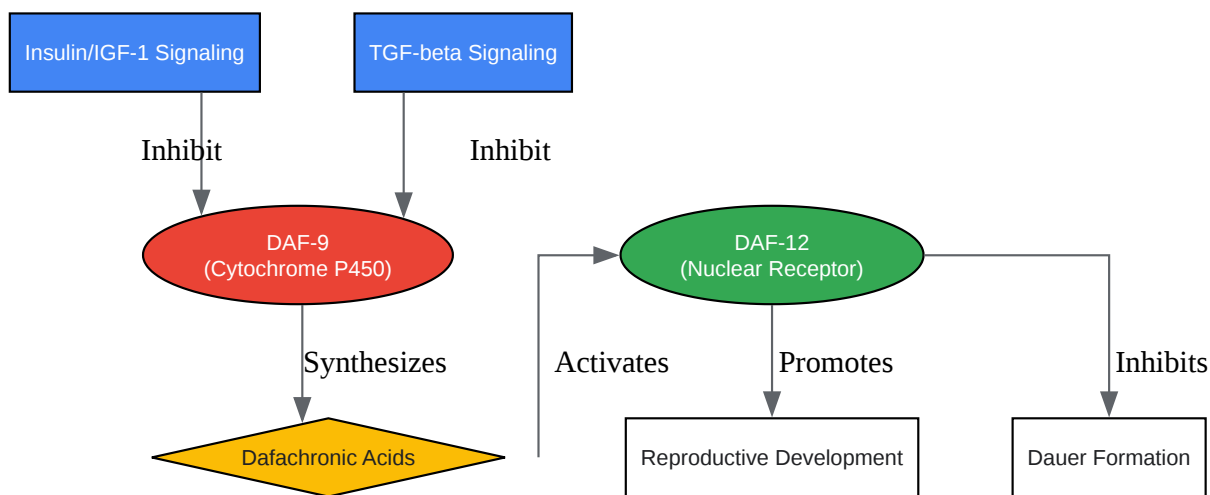 Insulin/IGF-1 Signaling
TGF-beta Signaling
Inhibit
Inhibit
DAF-9
(Cytochrome P450)
DAF-12
(Nuclear Receptor)
Synthesizes
Activates
Promotes
Inhibits
Dafachronic Acids
Reproductive Development
Dauer Formation